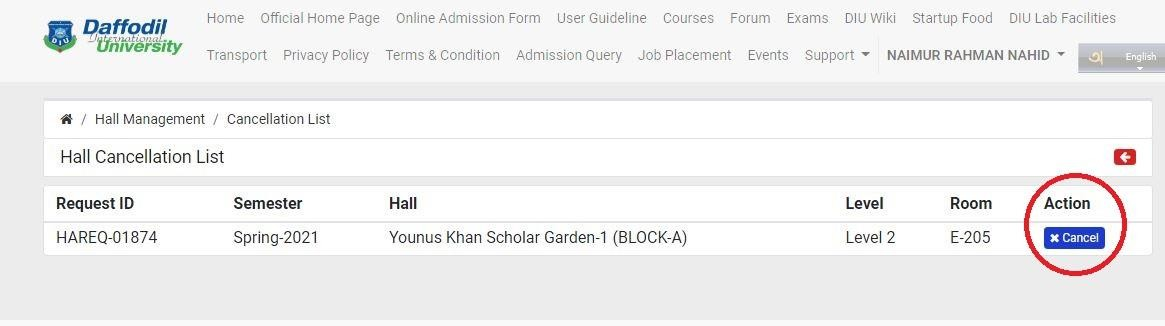 Daffodil
International
University
DIU
Home Official Home Page Online Admission Form User Guideline Courses Forum Exams DIU Wiki Startup Food DIU Lab Facilities
Transport Privacy Policy Terms & Condition Admission Query Job Placement Events Support NAIMUR RAHMAN NAHID অ English
/ Hall Management / Cancellation List
Hall Cancellation List
Request ID Semester Hall Level Room Action
HAREQ-01874 Spring-2021 Younus Khan Scholar Garden-1 (BLOCK-A) Level 2 E-205 Cancel